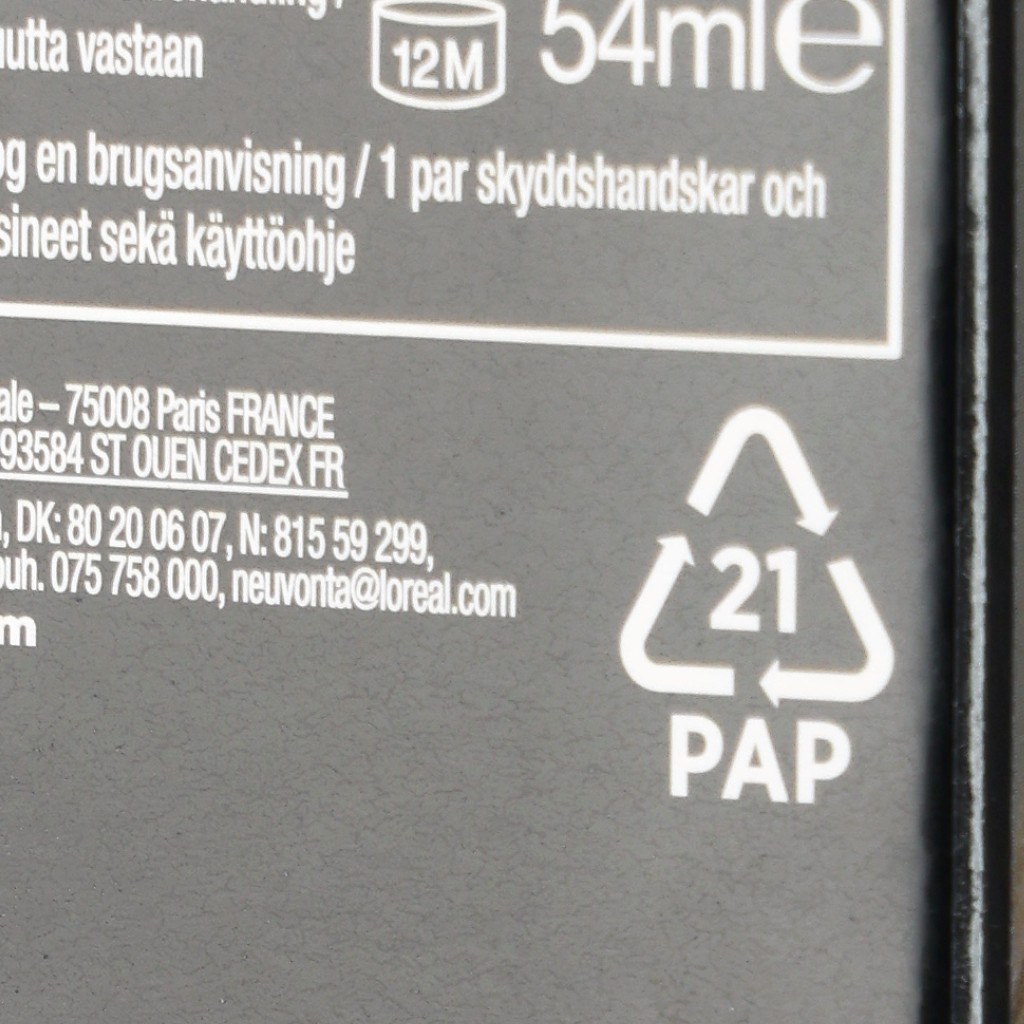 utta vastaan
12M
54ml e
og en brugsanvisning / 1 par skyddshandskar och
sineet sekä käyttöohje
ale – 75008 Paris FRANCE
93584 ST OUEN CEDEX FR
, DK: 80 20 06 07, N: 815 59 299,
puh. 075 758 000, neuvonta@loreal.com
m
21
PAP